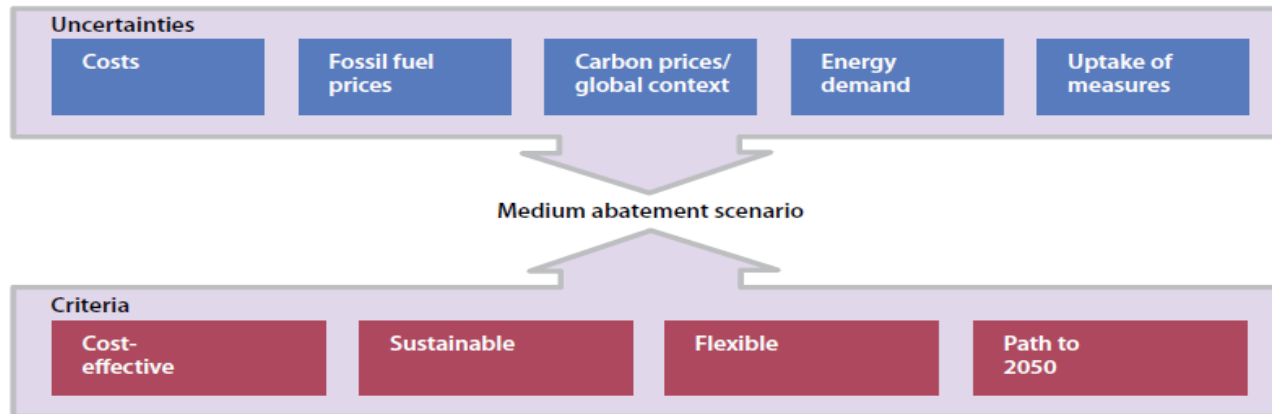 Uncertainties
Costs
Fossil fuel
prices
Carbon prices/
global context
Energy
demand
Uptake of
measures
Medium abatement scenario
Criteria
Cost-
effective
Sustainable
Flexible
Path to
2050